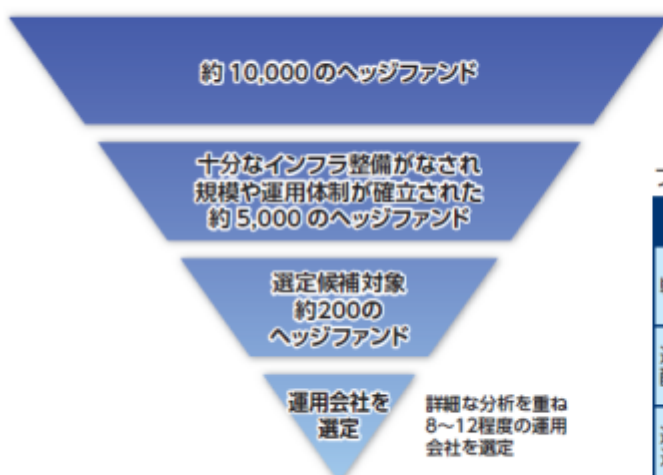 約 10,000 のヘッジファンド
十分なインフラ整備がなされ
規模や運用体制が確立された
約 5,000 のヘッジファンド
選定候補対象
約200の
ヘッジファンド
運用会社を
選定
詳細な分析を重ね
8～12程度の運用
会社を選定